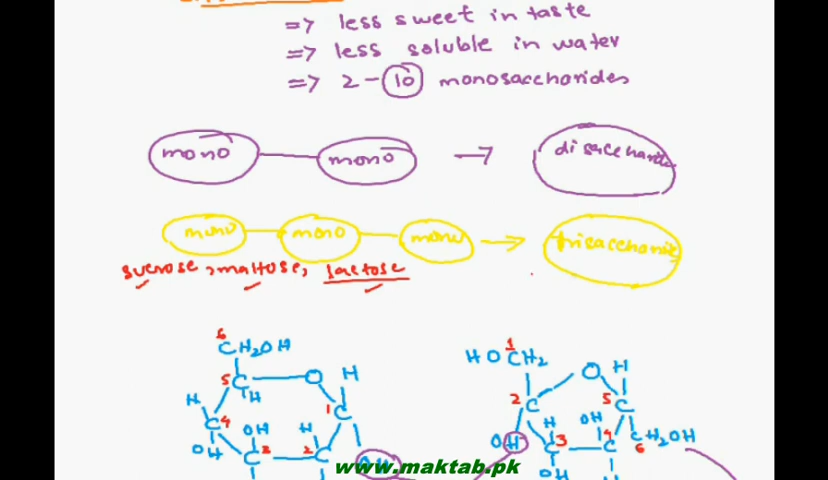 => less sweet in taste
=> less soluble in water
=> 2-10 monosaccharides
mono mono → disaccharide
mono mono mono → trisaccharide
sucrose, maltose, lactose
6 CH2OH
5 C O H
H H 1 C
C 4 OH H
OH C 3 C 2 OH
1 HOCH2
O H
2 C 5 C
OH H OH CH2OH
C 3 4 C 6
OH H
www.maktab.pk